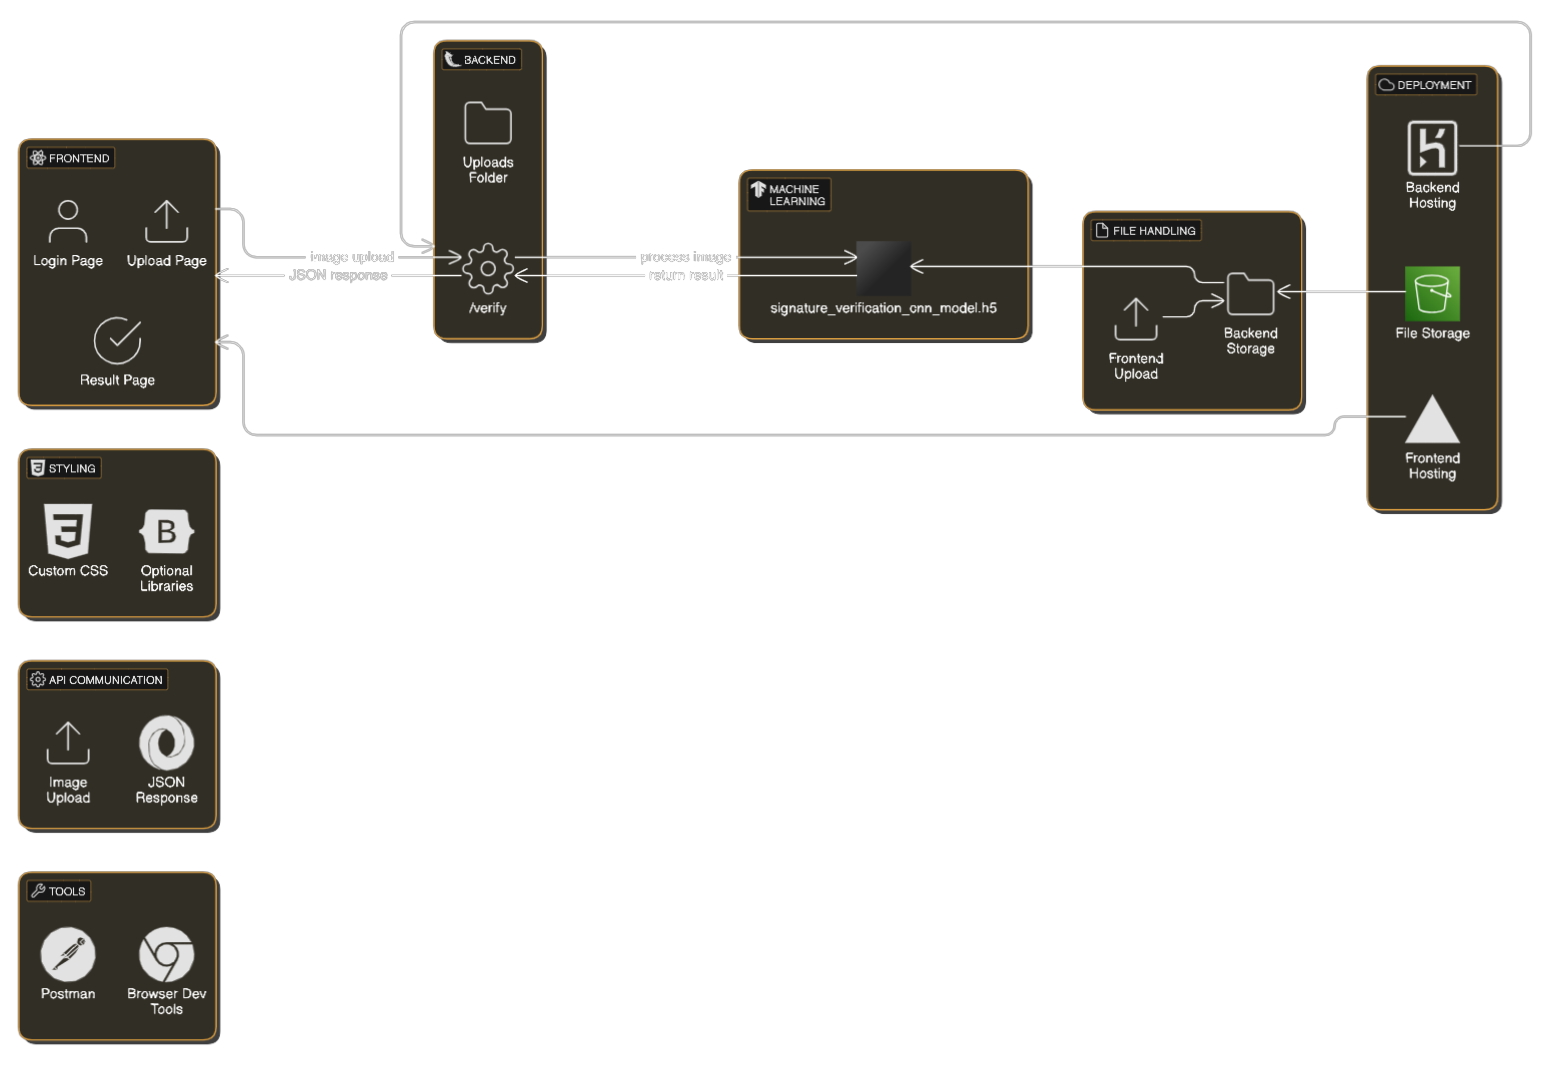 BACKEND
Uploads
Folder
/verify
FRONTEND
Login Page
Upload Page
Result Page
image upload
JSON response
process image
return result
MACHINE
LEARNING
signature_verification_cnn_model.h5
FILE HANDLING
Frontend
Upload
Backend
Storage
DEPLOYMENT
Backend
Hosting
File Storage
Frontend
Hosting
STYLING
Custom CSS
B
Optional
Libraries
API COMMUNICATION
Image
Upload
JSON
Response
TOOLS
Postman
Browser Dev
Tools